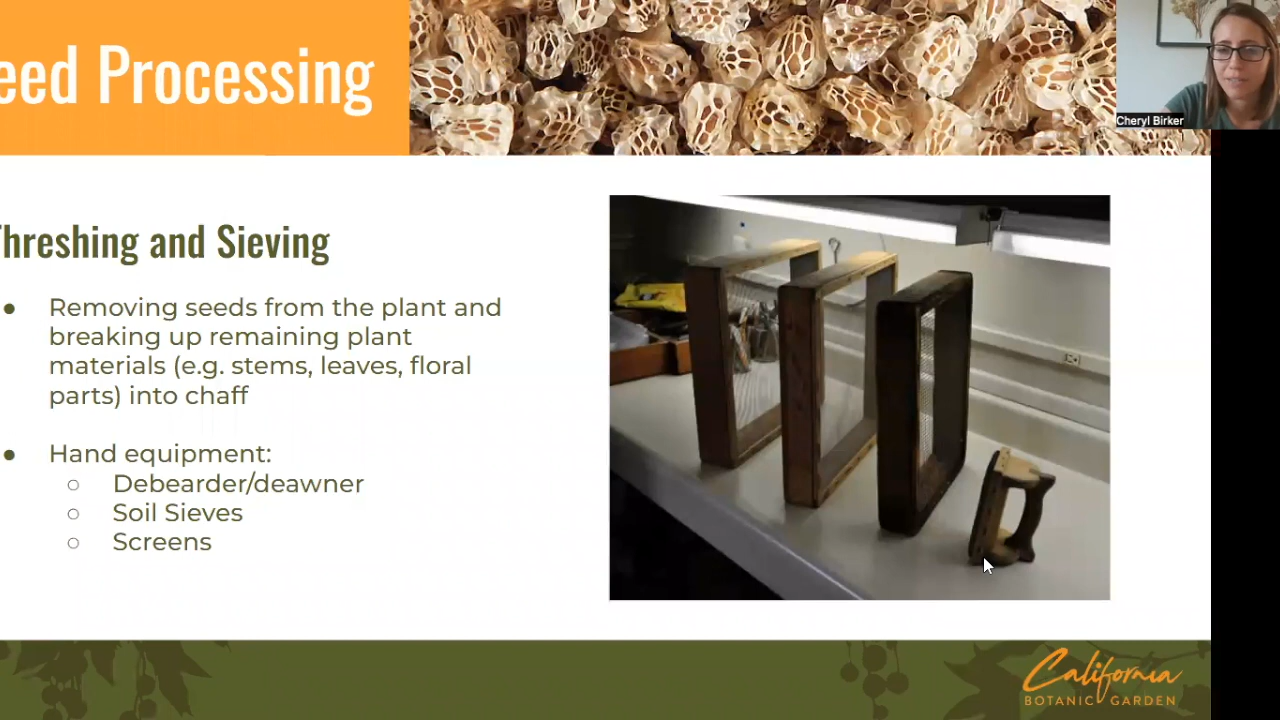 eed Processing
Cheryl Birker
Threshing and Sieving
● Removing seeds from the plant and
breaking up remaining plant
materials (e.g. stems, leaves, floral
parts) into chaff
● Hand equipment:
○ Debearder/deawner
○ Soil Sieves
○ Screens
California
BOTANIC GARDEN